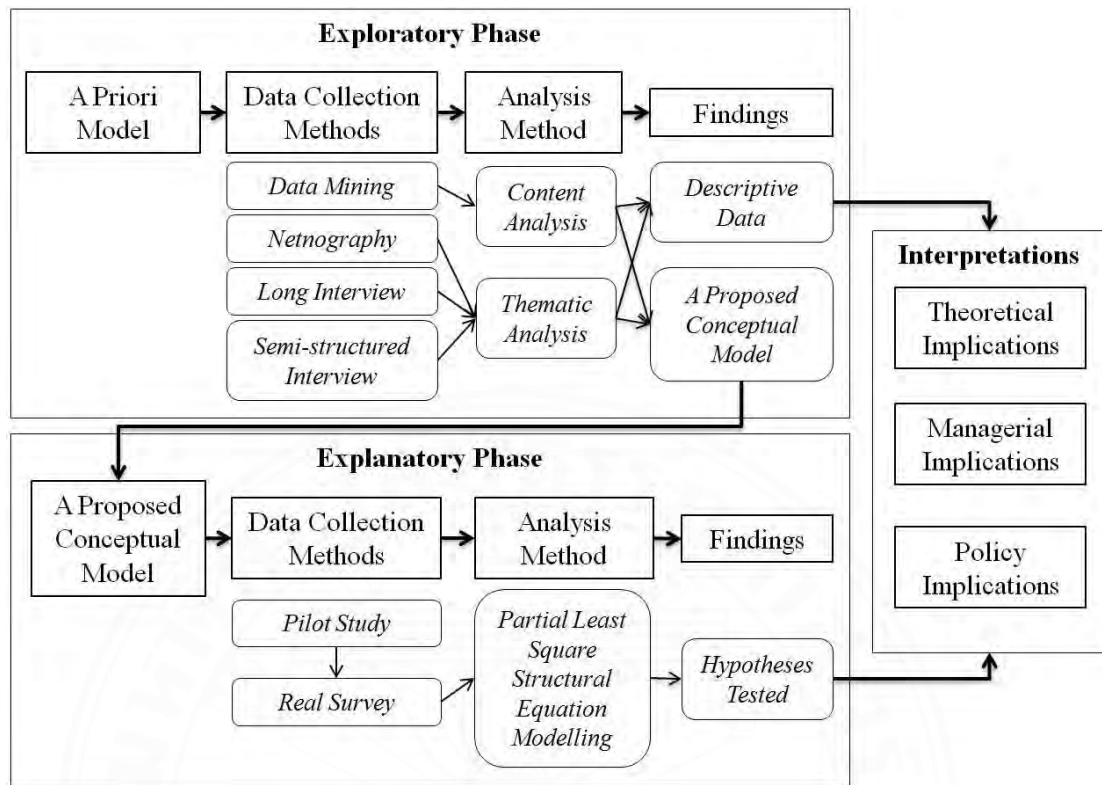 Exploratory Phase
A Priori
Model
Data Collection
Methods
Analysis
Method
Findings
Data Mining
Netnography
Long Interview
Semi-structured
Interview
Content
Analysis
Thematic
Analysis
Descriptive
Data
A Proposed
Conceptual
Model
Interpretations
Theoretical
Implications
Managerial
Implications
Policy
Implications
Explanatory Phase
A Proposed
Conceptual
Model
Data Collection
Methods
Analysis
Method
Findings
Pilot Study
Real Survey
Partial Least
Square
Structural
Equation
Modelling
Hypotheses
Tested